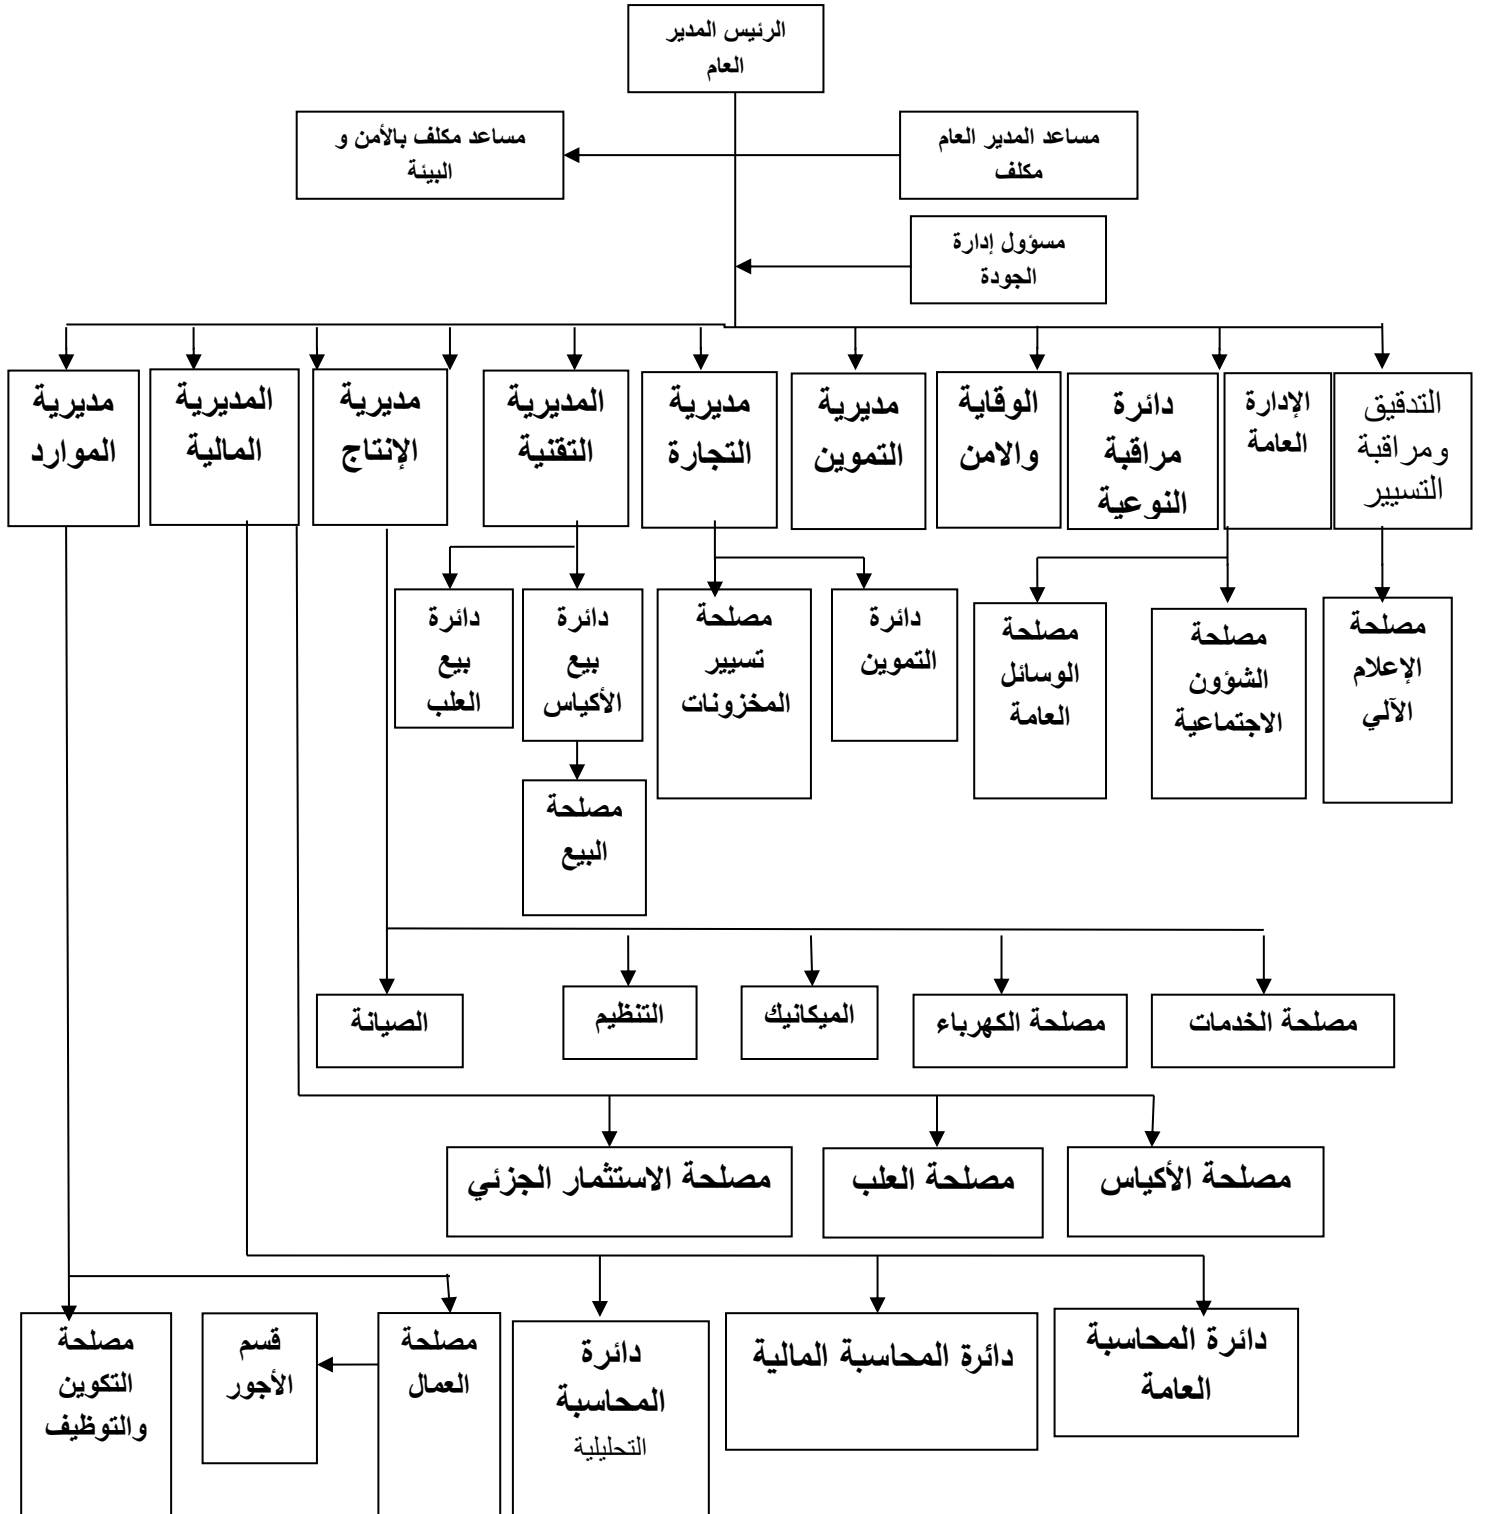 الرئيس المدير
العام
مساعد المدير العام
مكلف
مساعد مكلف بالأمن و
البيئة
مسؤول إدارة
الجودة
التدقيق
ومراقبة
التسيير
الإدارة
العامة
دائرة
مراقبة
النوعية
الوقاية
والامن
مديرية
التموين
مديرية
التجارة
المديرية
التقنية
مديرية
الإنتاج
المديرية
المالية
مديرية
الموارد
مصلحة
الإعلام
الآلي
مصلحة
الشؤون
الاجتماعية
مصلحة
الوسائل
العامة
دائرة
التموين
مصلحة
تسيير
المخزونات
دائرة
بيع
الأكياس
دائرة
بيع
العلب
مصلحة
البيع
مصلحة الخدمات
مصلحة الكهرباء
الميكانيك
التنظيم
الصيانة
مصلحة الأكياس
مصلحة العلب
مصلحة الاستثمار الجزئي
دائرة المحاسبة
العامة
دائرة المحاسبة المالية
دائرة
المحاسبة
التحليلية
مصلحة
العمال
قسم
الأجور
مصلحة
التكوين
والتوظيف